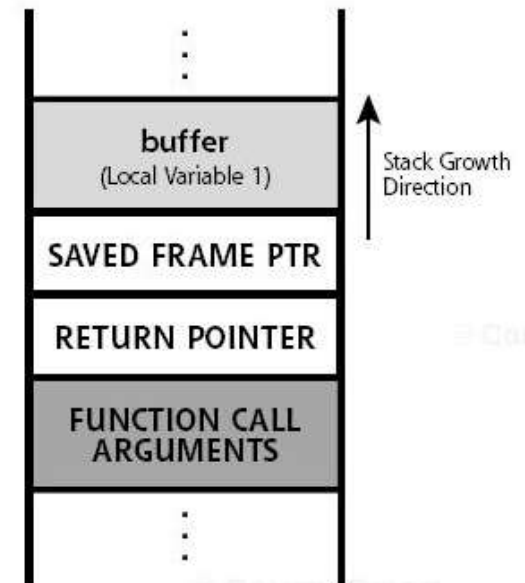 buffer
(Local Variable 1)
Stack Growth
Direction
SAVED FRAME PTR
RETURN POINTER
FUNCTION CALL
ARGUMENTS